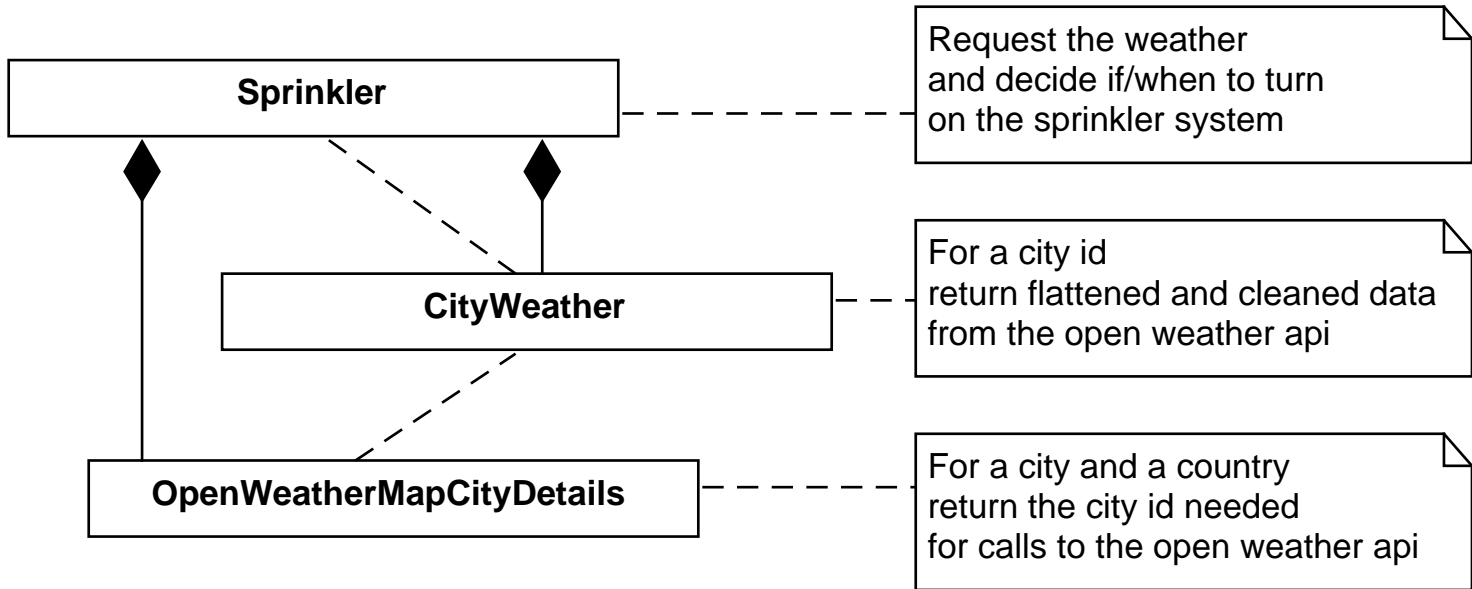 Sprinkler
Request the weather
and decide if/when to turn
on the sprinkler system
CityWeather
For a city id
return flattened and cleaned data
from the open weather api
OpenWeatherMapCityDetails
For a city and a country
return the city id needed
for calls to the open weather api